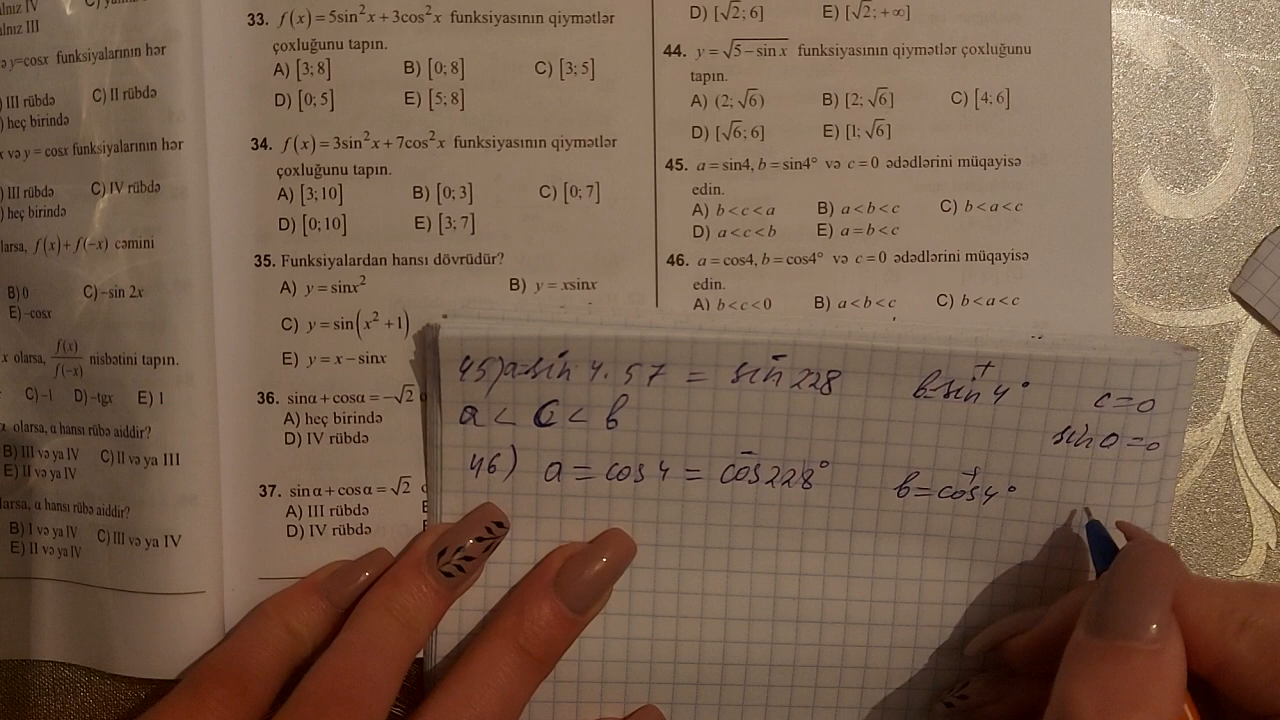 alnız IV
alnız III
ə y=cosx funksiyalarının hər
) III rübdə C) II rübdə
) heç birində
x və y = cosx funksiyalarının hər
) III rübdə C) IV rübdə
) heç birində
larsa, f(x)+f(−x) cəmini
B) 0 C) −sin 2x
E) −cosx
x olarsa, f(x)/f(−x) nisbətini tapın.
C) −1 D) −tgx E) 1
olarsa, α hansı rübə aiddir?
B) III və ya IV C) II və ya III
E) II və ya IV
larsa, α hansı rübə aiddir?
B) I və ya IV C) III və ya IV
E) II və ya IV
33. f(x) = 5sin²x + 3cos²x funksiyasının qiymətlər
çoxluğunu tapın.
A) [3; 8] B) [0; 8] C) [3; 5]
D) [0; 5] E) [5; 8]
34. f(x) = 3sin²x + 7cos²x funksiyasının qiymətlər
çoxluğunu tapın.
A) [3; 10] B) [0; 3] C) [0; 7]
D) [0; 10] E) [3; 7]
35. Funksiyalardan hansı dövrüdür?
A) y = sinx² B) y = xsinx
C) y = sin(x² + 1)
E) y = x − sinx
36. sinα + cosα = −√2
A) heç birində
D) IV rübdə
37. sinα + cosα = √2
A) III rübdə
D) IV rübdə
D) [√2; 6] E) [√2; +∞]
44. y = √5 − sin x funksiyasının qiymətlər çoxluğunu
tapın.
A) (2; √6) B) [2; √6] C) [4; 6]
D) [√6; 6] E) [1; √6]
45. a = sin4, b = sin4° və c = 0 ədədlərini müqayisə
edin.
A) b < c < a B) a < b < c C) b < a < c
D) a < c < b E) a = b < c
46. a = cos4, b = cos4° və c = 0 ədədlərini müqayisə
edin.
A) b < c < 0 B) a < b < c C) b < a < c
45) a=sin 4.57 = sin 228 b=sin 4° c=0
a < c < b sin 0 = 0
46) a = cos 4 = cos 228° b = cos 4°